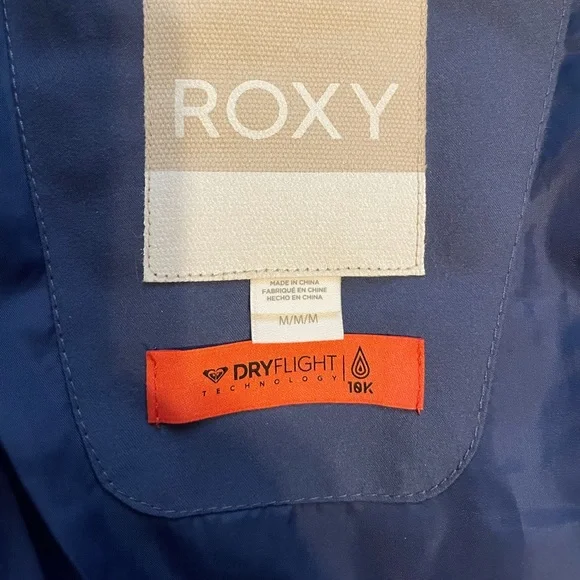 ROXY
MADE IN CHINA
FABRIQUÉ EN CHINE
HECHO EN CHINA
M/M/M
DRYFLIGHT
TECHNOLOGY
10K